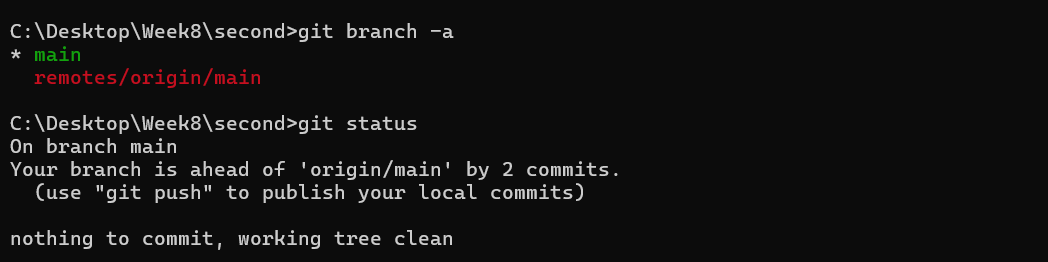 C:\Desktop\Week8\second>git branch -a
* main
  remotes/origin/main
C:\Desktop\Week8\second>git status
On branch main
Your branch is ahead of 'origin/main' by 2 commits.
  (use "git push" to publish your local commits)
nothing to commit, working tree clean